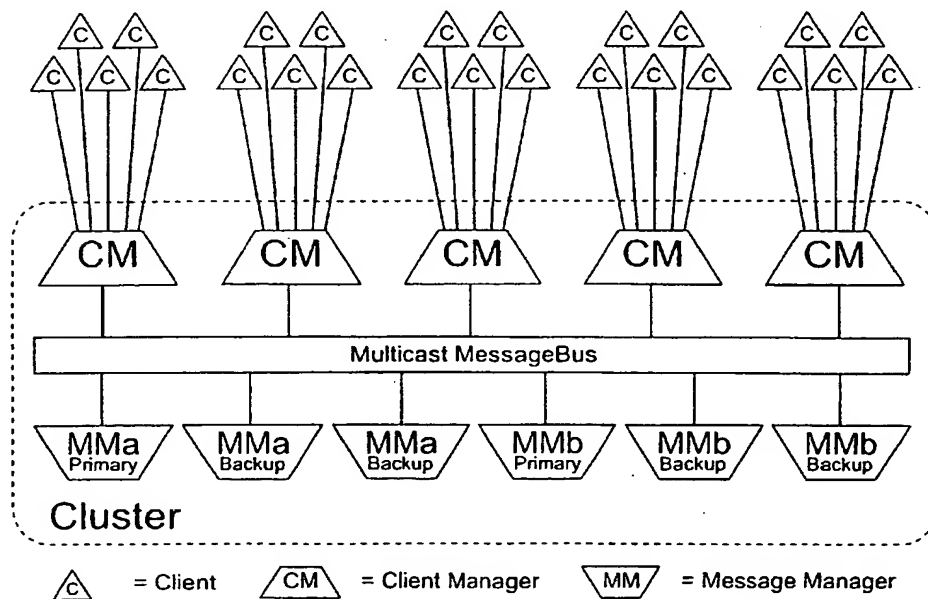 C C C C C C C C C C
C C C C C C C C C C C C C C C
CM CM CM CM CM
Multicast MessageBus
MMa MMa MMa MMb MMb MMb
Primary Backup Backup Primary Backup Backup
Cluster
C = Client CM = Client Manager MM = Message Manager